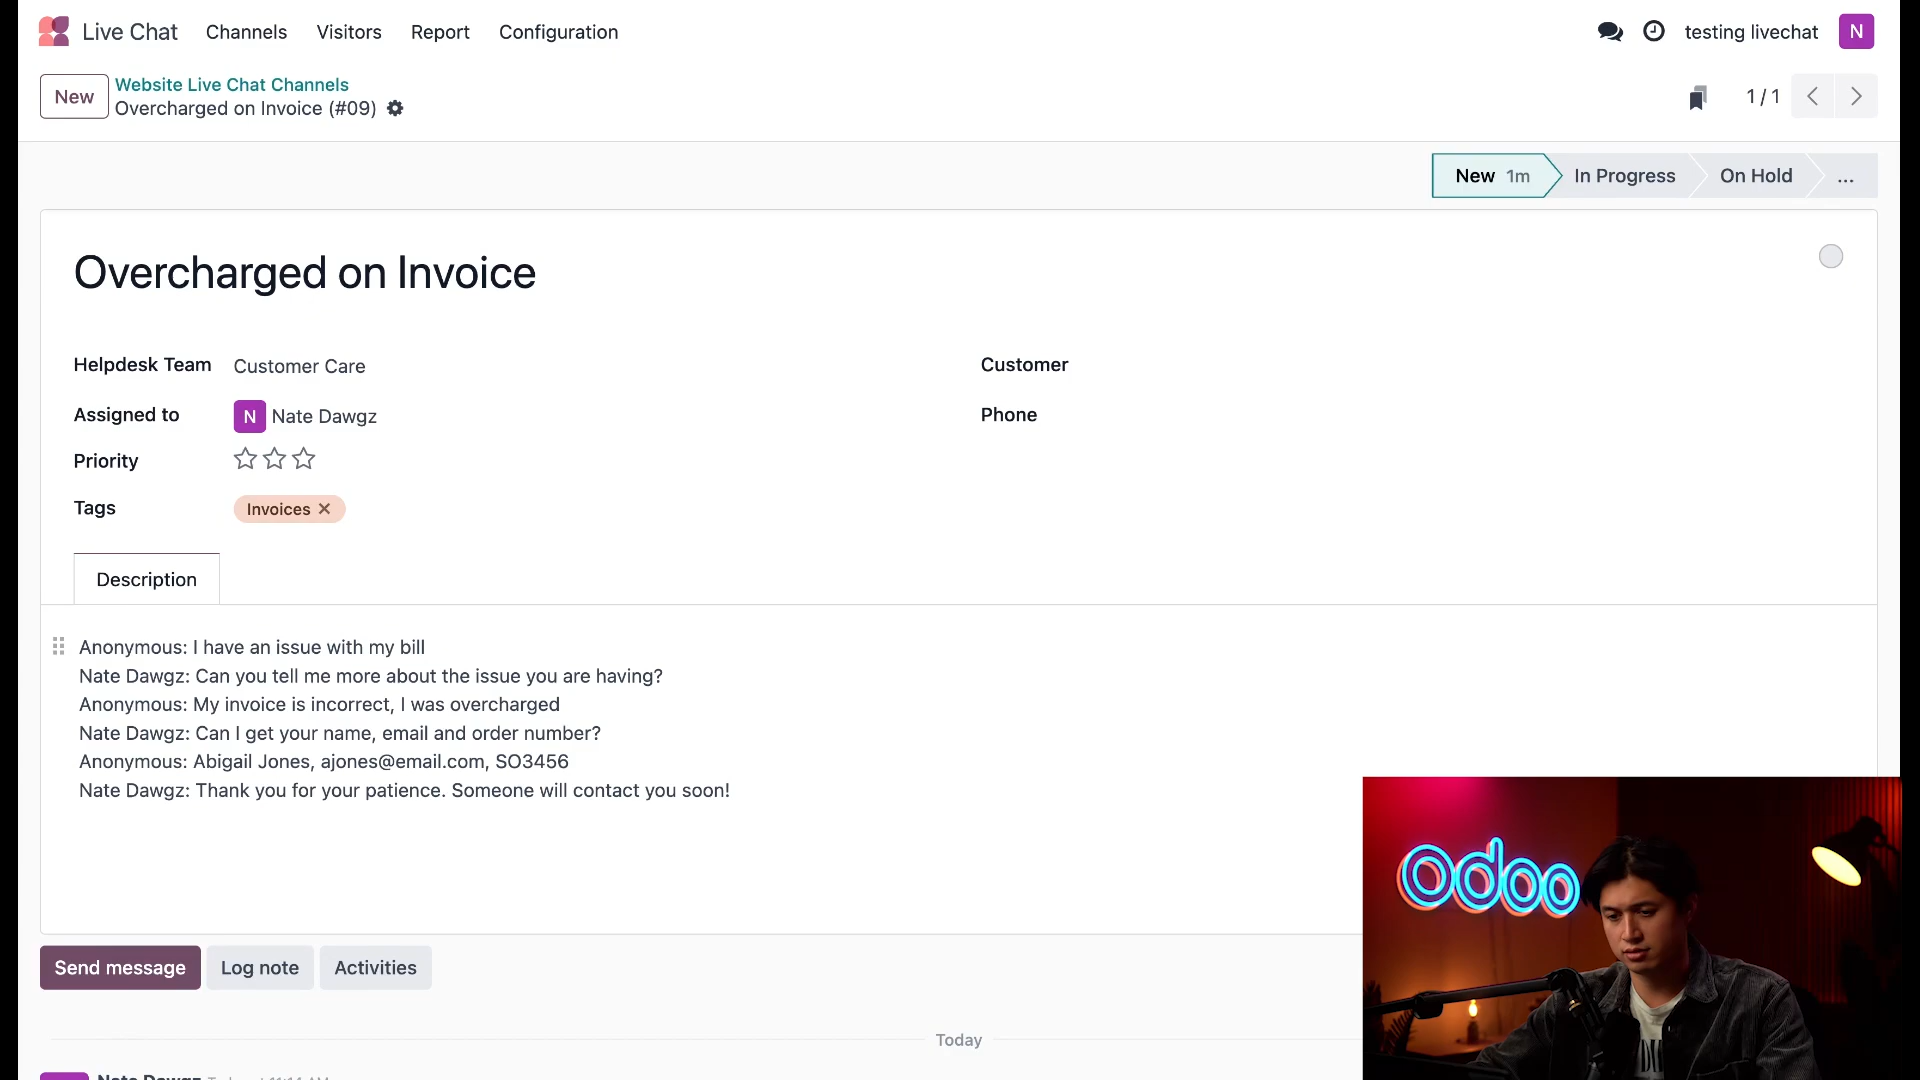 Live Chat Channels Visitors Report Configuration testing livechat N
New Website Live Chat Channels
Overcharged on Invoice (#09) 1 / 1
New 1m In Progress On Hold ...
Overcharged on Invoice
Helpdesk Team Customer Care Customer
Assigned to N Nate Dawgz Phone
Priority
Tags Invoices
Description
Anonymous: I have an issue with my bill
Nate Dawgz: Can you tell me more about the issue you are having?
Anonymous: My invoice is incorrect, I was overcharged
Nate Dawgz: Can I get your name, email and order number?
Anonymous: Abigail Jones, ajones@email.com, SO3456
Nate Dawgz: Thank you for your patience. Someone will contact you soon!
odoo
Send message Log note Activities
Today
Nate Dawgz